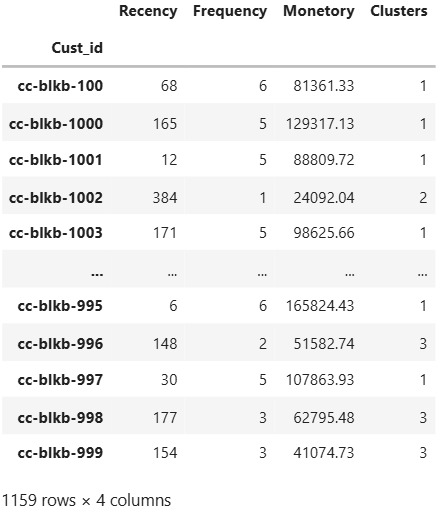 Recency Frequency Monetory Clusters
Cust_id
cc-blkb-100 68 6 81361.33 1
cc-blkb-1000 165 5 129317.13 1
cc-blkb-1001 12 5 88809.72 1
cc-blkb-1002 384 1 24092.04 2
cc-blkb-1003 171 5 98625.66 1
... ... ... ... ...
cc-blkb-995 6 6 165824.43 1
cc-blkb-996 148 2 51582.74 3
cc-blkb-997 30 5 107863.93 1
cc-blkb-998 177 3 62795.48 3
cc-blkb-999 154 3 41074.73 3
1159 rows × 4 columns